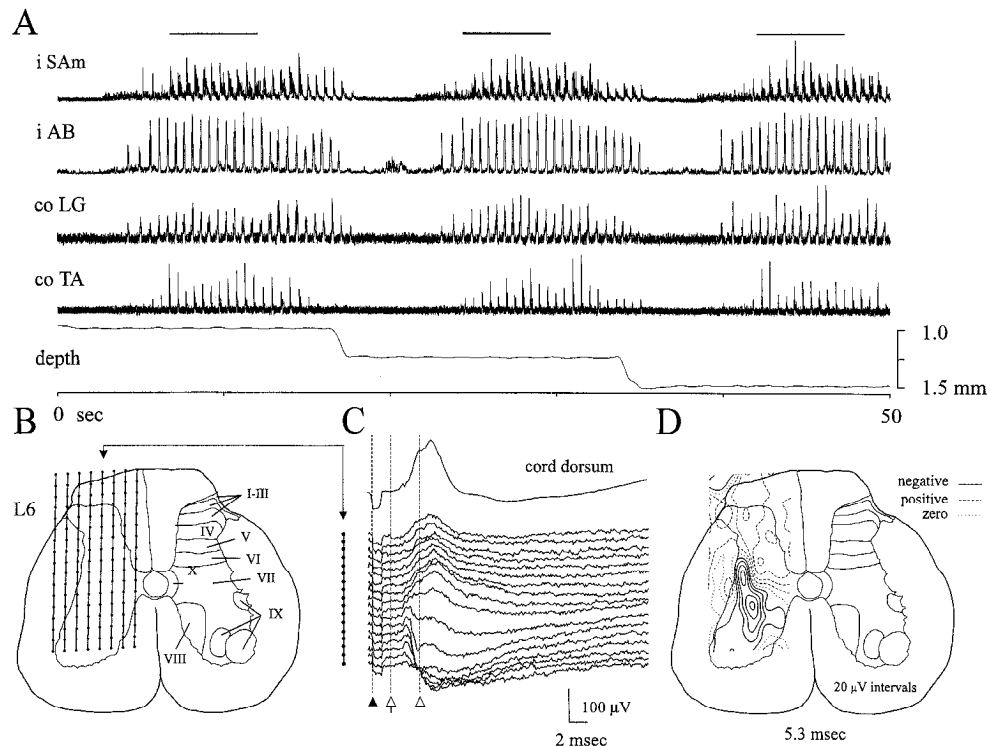 A
i SAm
i AB
co LG
co TA
depth
1.0
1.5 mm
0 sec
50
B
L6
I-III
IV
V
VI
X
VII
IX
VIII
C
cord dorsum
100 µV
2 msec
D
negative
positive
zero
20 µV intervals
5.3 msec